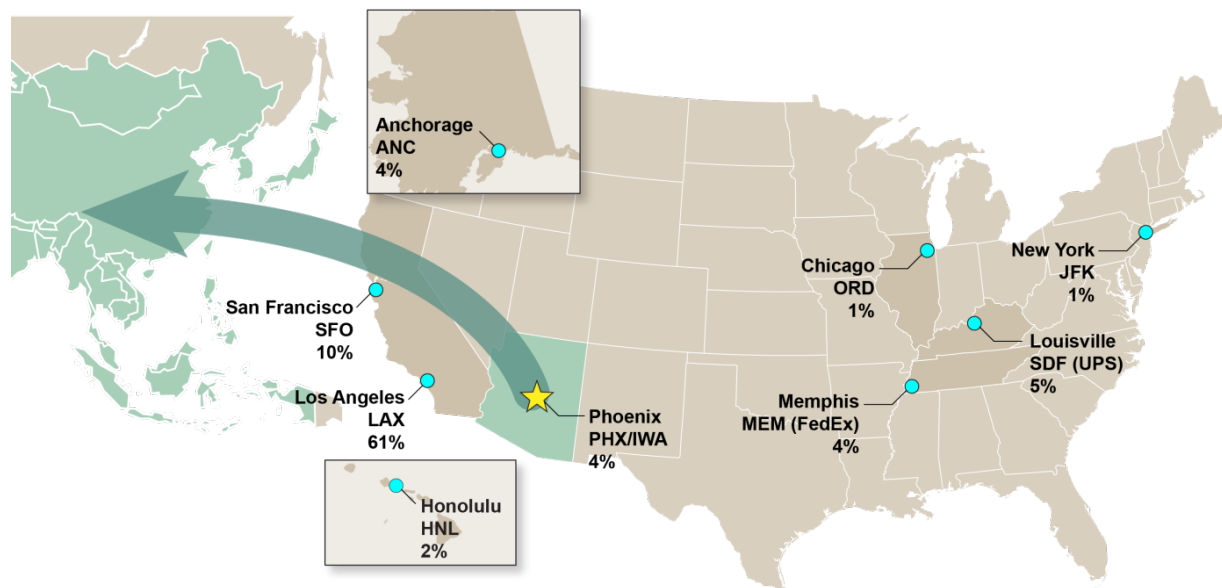 Anchorage
ANC
4%
San Francisco
SFO
10%
Los Angeles
LAX
61%
Honolulu
HNL
2%
Phoenix
PHX/IWA
4%
Chicago
ORD
1%
New York
JFK
1%
Louisville
SDF (UPS)
5%
Memphis
MEM (FedEx)
4%